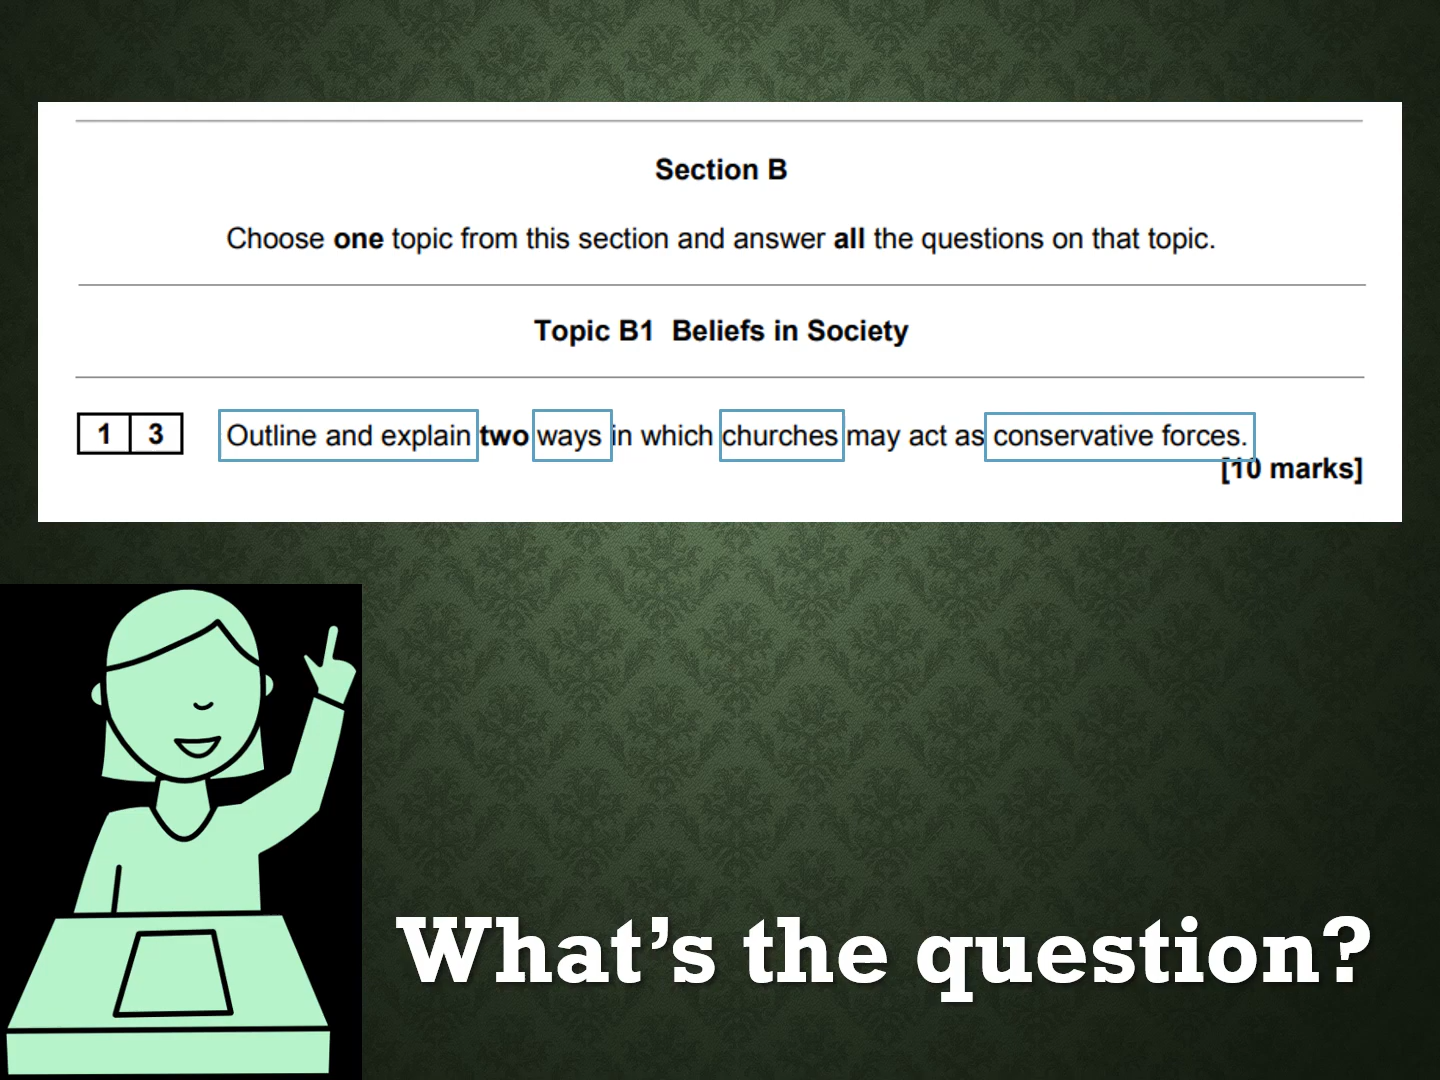 Section B
Choose one topic from this section and answer all the questions on that topic.
Topic B1 Beliefs in Society
1 3 Outline and explain two ways in which churches may act as conservative forces.
[10 marks]
What’s the question?